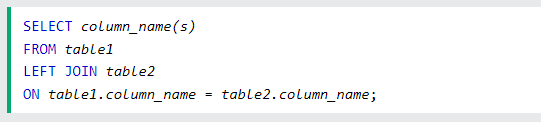 SELECT column_name(s)
FROM table1
LEFT JOIN table2
ON table1.column_name = table2.column_name;